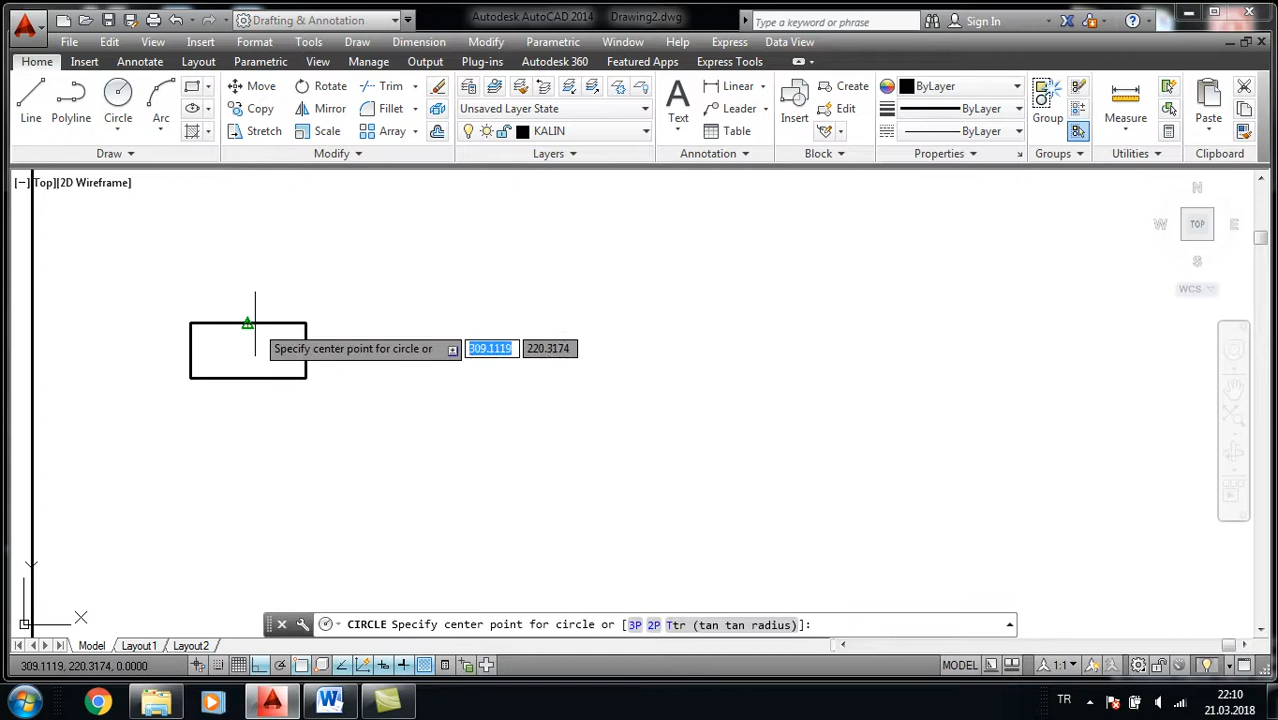 Drafting & Annotation
Autodesk AutoCAD 2014 Drawing2.dwg
Type a keyword or phrase
Sign In
File Edit View Insert Format Tools Draw Dimension Modify Parametric Window Help Express Data View
Home Insert Annotate Layout Parametric View Manage Output Plug-ins Autodesk 360 Featured Apps Express Tools
Line Polyline Circle Arc
Move Rotate Trim
Copy Mirror Fillet
Stretch Scale Array
Unsaved Layer State
KALIN
Text
Linear
Leader
Table
Insert
Create
Edit
ByLayer
ByLayer
ByLayer
Group
Measure
Paste
Draw Modify Layers Annotation Block Properties Groups Utilities Clipboard
[−]Top][2D Wireframe]
N
W TOP E
S
WCS
Specify center point for circle or 309.1119 220.3174
X
CIRCLE Specify center point for circle or [3P 2P Ttr (tan tan radius)]:
Model Layout1 Layout2
309.1119, 220.3174, 0.0000
MODEL 1:1
TR
22:10
21.03.2018